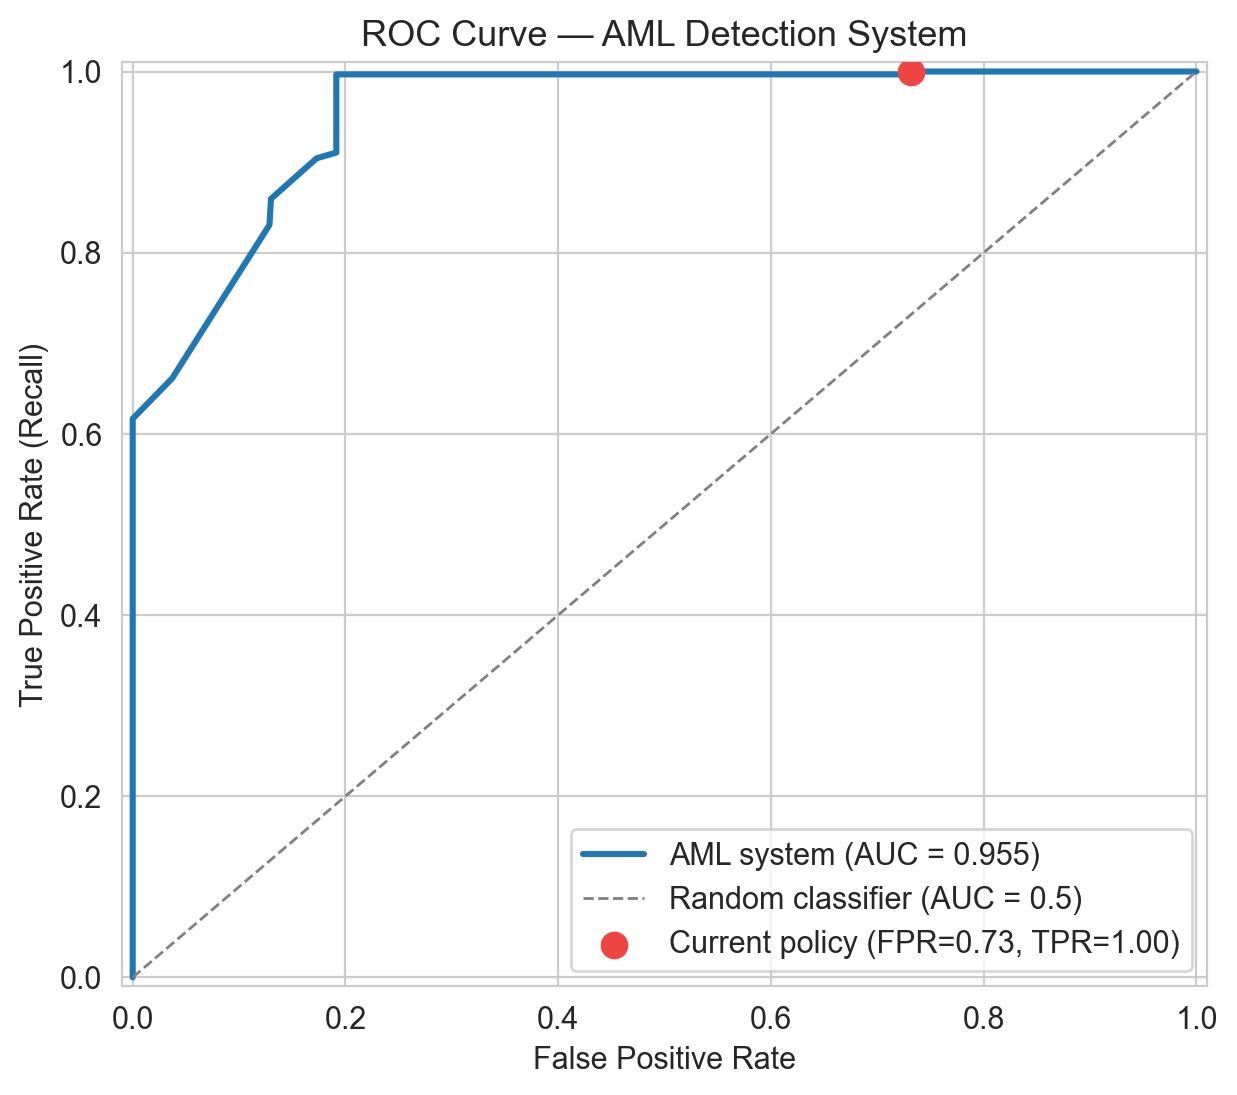 ROC Curve — AML Detection System
True Positive Rate (Recall)
1.0
0.8
0.6
0.4
0.2
0.0
AML system (AUC = 0.955)
Random classifier (AUC = 0.5)
Current policy (FPR=0.73, TPR=1.00)
0.0 0.2 0.4 0.6 0.8 1.0
False Positive Rate